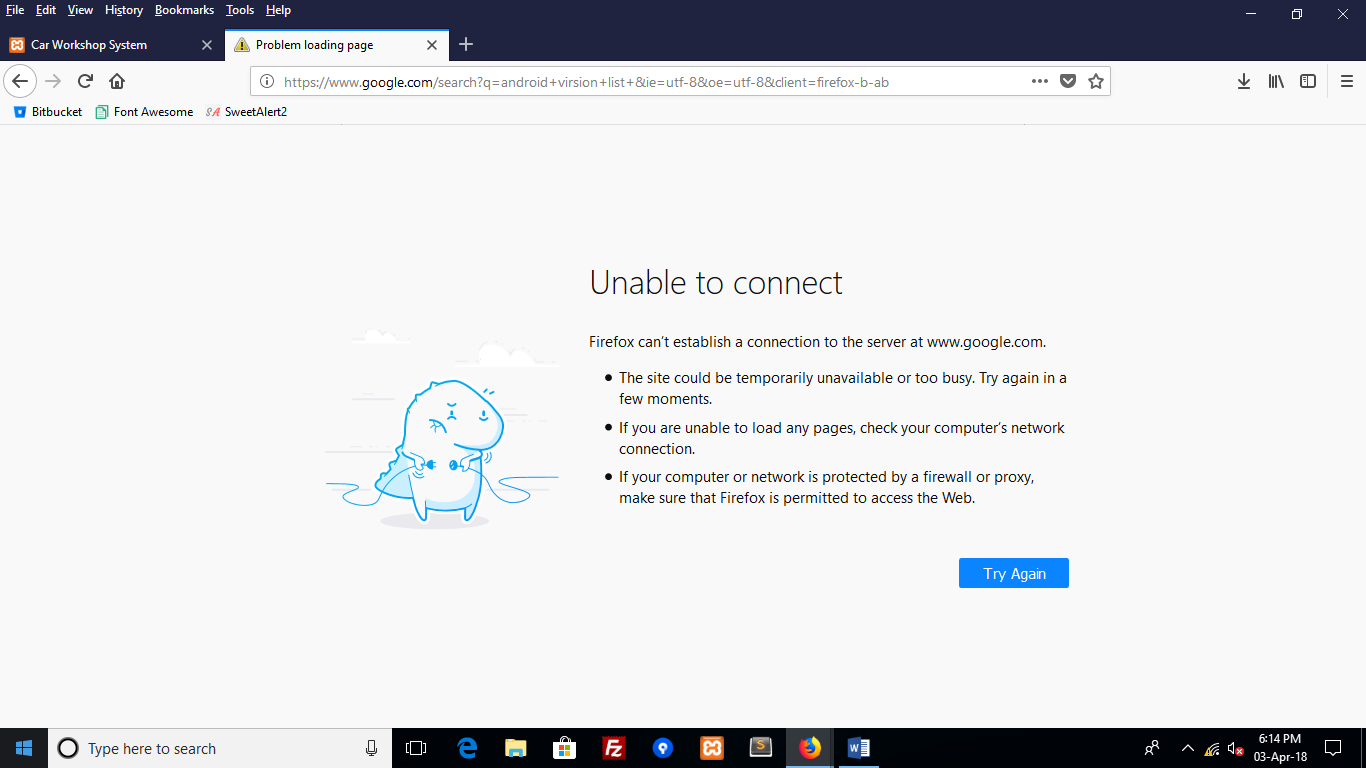 File Edit View History Bookmarks Tools Help
Car Workshop System
Problem loading page
https://www.google.com/search?q=android+virsion+list+&ie=utf-8&oe=utf-8&client=firefox-b-ab
Bitbucket
Font Awesome
SA SweetAlert2
Unable to connect
Firefox can’t establish a connection to the server at www.google.com.
The site could be temporarily unavailable or too busy. Try again in a
few moments.
If you are unable to load any pages, check your computer’s network
connection.
If your computer or network is protected by a firewall or proxy,
make sure that Firefox is permitted to access the Web.
Try Again
Type here to search
Fz
S
W
6:14 PM
03-Apr-18